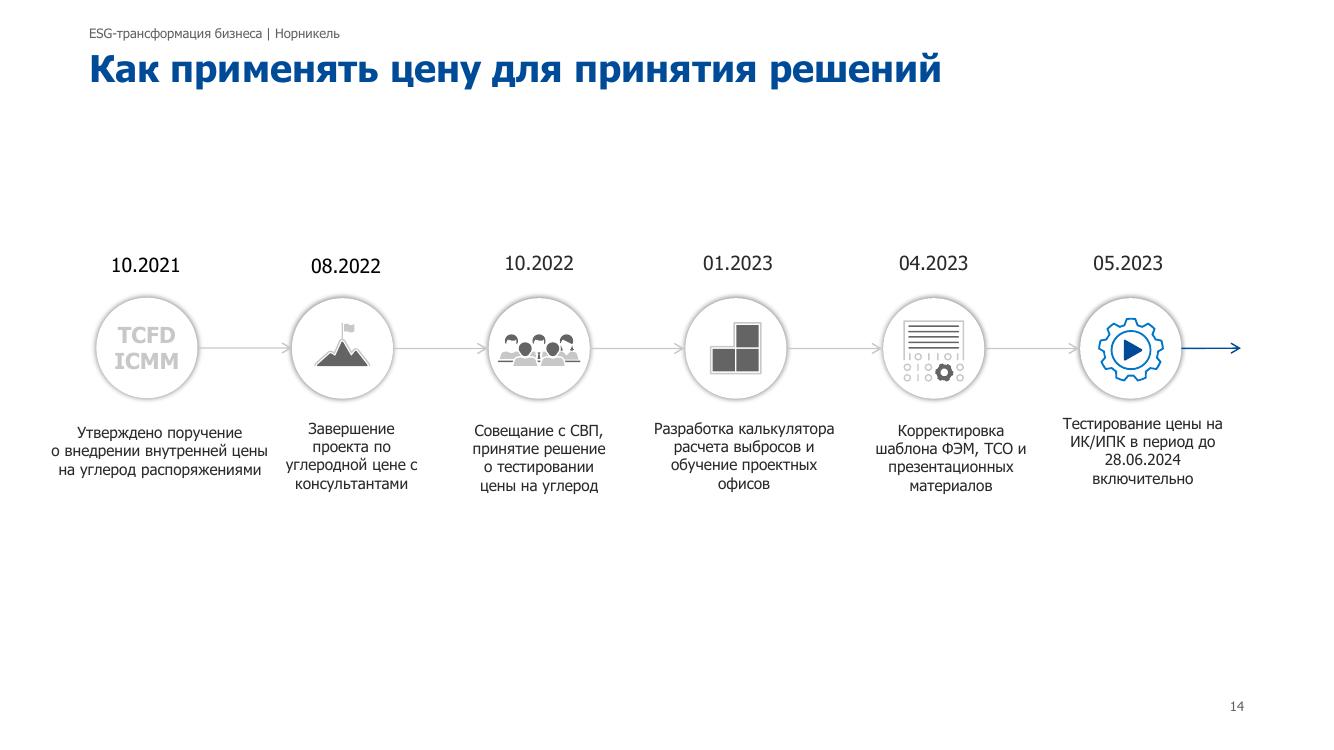 ESG-трансформация бизнеса | Норникель
Как применять цену для принятия решений
10.2021
08.2022
10.2022
01.2023
04.2023
05.2023
TCFD
ICMM
Утверждено поручение
о внедрении внутренней цены
на углерод распоряжениями
Завершение
проекта по
углеродной цене с
консультантами
Совещание с СВП,
принятие решение
о тестировании
цены на углерод
Разработка калькулятора
расчета выбросов и
обучение проектных
офисов
Корректировка
шаблона ФЭМ, ТСО и
презентационных
материалов
Тестирование цены на
ИК/ИПК в период до
28.06.2024
включительно
14